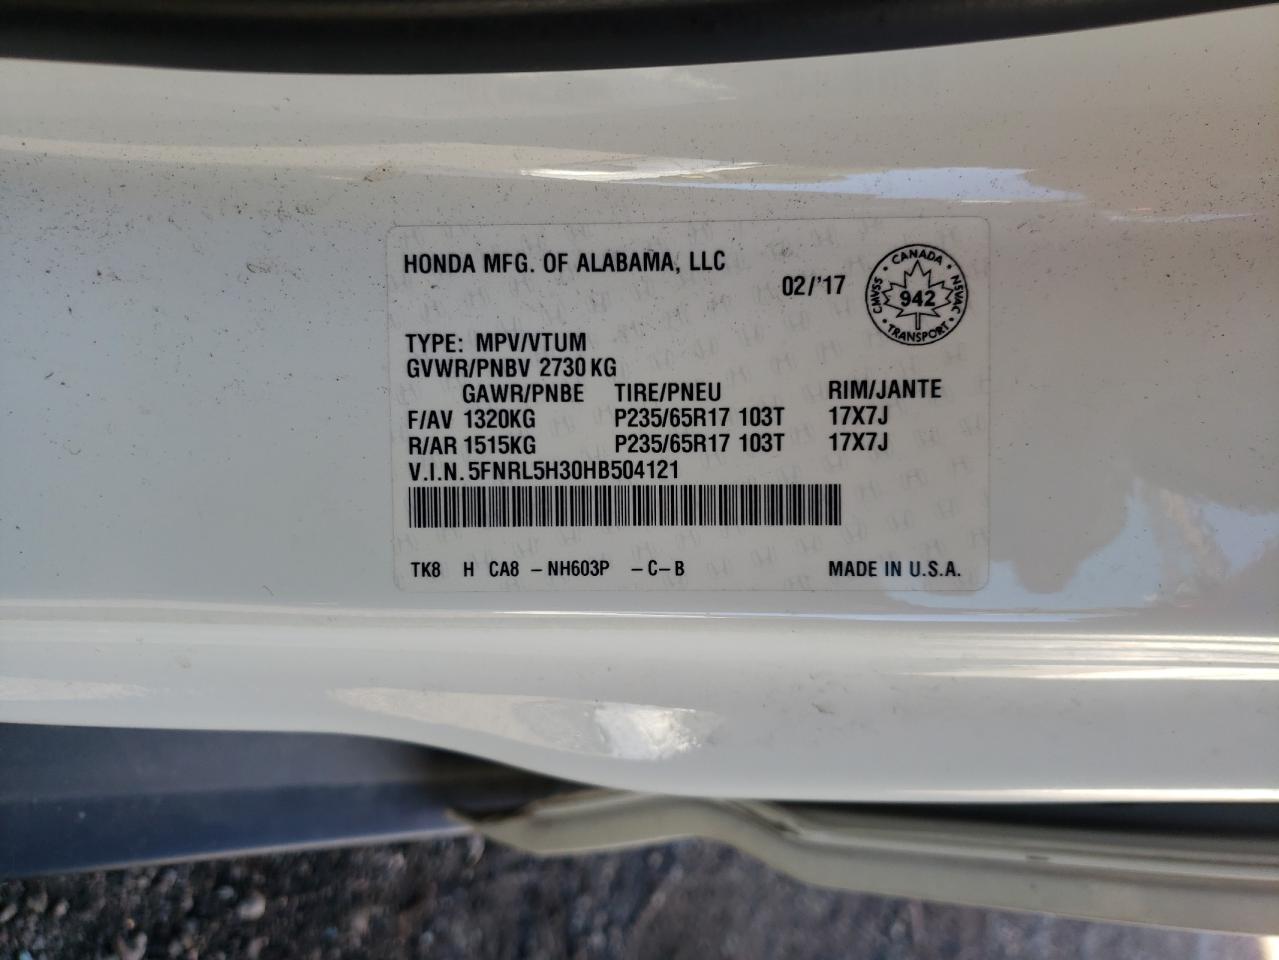 HONDA MFG. OF ALABAMA, LLC
02/'17
CANADA
CMVSS 942 NSVAC
TRANSPORT
TYPE: MPV/VTUM
GVWR/PNBV 2730 KG
GAWR/PNBE TIRE/PNEU RIM/JANTE
F/AV 1320KG P235/65R17 103T 17X7J
R/AR 1515KG P235/65R17 103T 17X7J
V.I.N. 5FNRL5H30HB504121
TK8 H CA8 - NH603P - C - B MADE IN U.S.A.